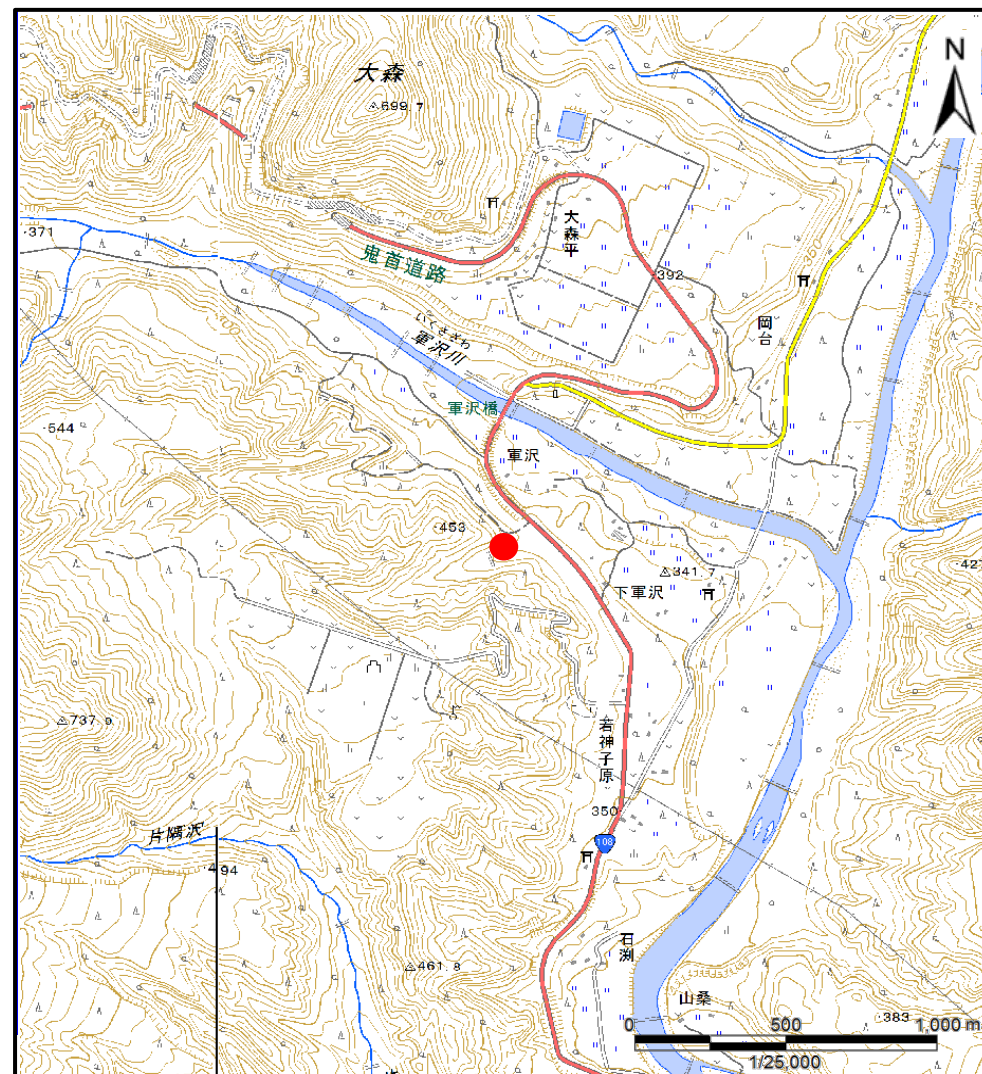 大森
699.7
N
371
鬼首道路
大森平
392
岡台
いくさざわ
軍沢川
軍沢橋
544
軍沢
453
341.7
下軍沢
427
737.9
若神子原
350
108
片隅沢
494
461.8
石渕
山桑
383
0 500 1,000 m
1/25,000